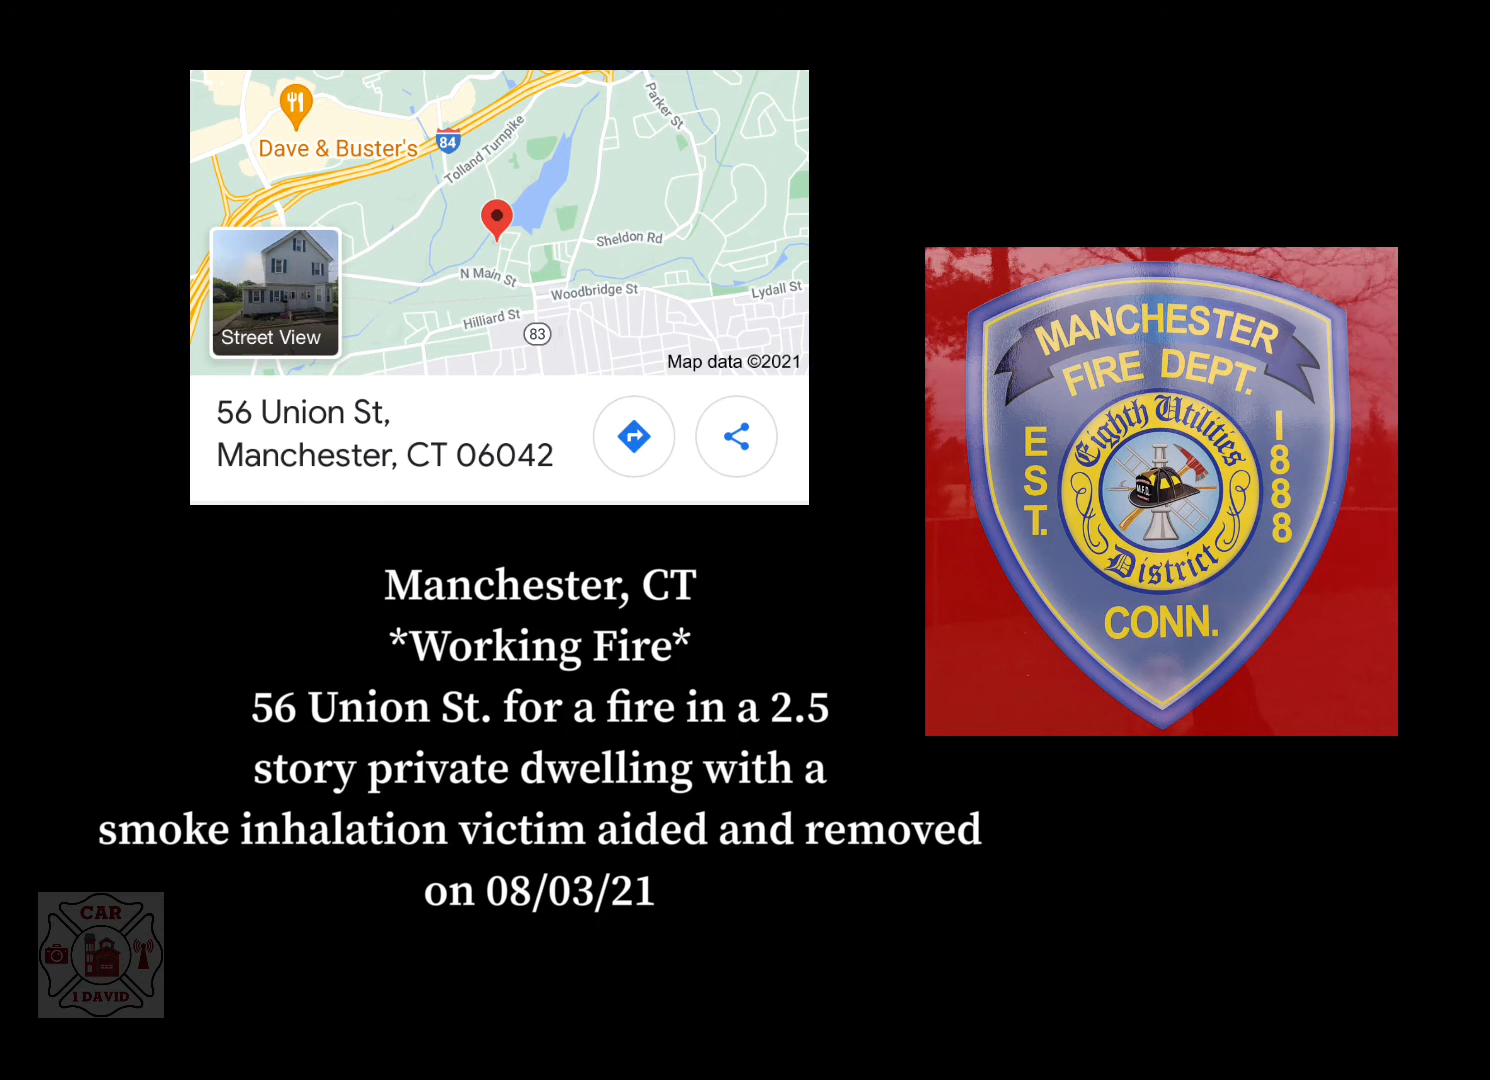 Dave & Buster's
84
Tolland Turnpike
Parker St
Sheldon Rd
N Main St
Woodbridge St
Lydall St
Hilliard St
83
Street View
Map data ©2021
56 Union St,
Manchester, CT 06042
MANCHESTER
FIRE DEPT.
Eighth Utilities
EST.
1888
M.F.D.
District
CONN.
Manchester, CT
*Working Fire*
56 Union St. for a fire in a 2.5
story private dwelling with a
smoke inhalation victim aided and removed
on 08/03/21
CAR
1 DAVID